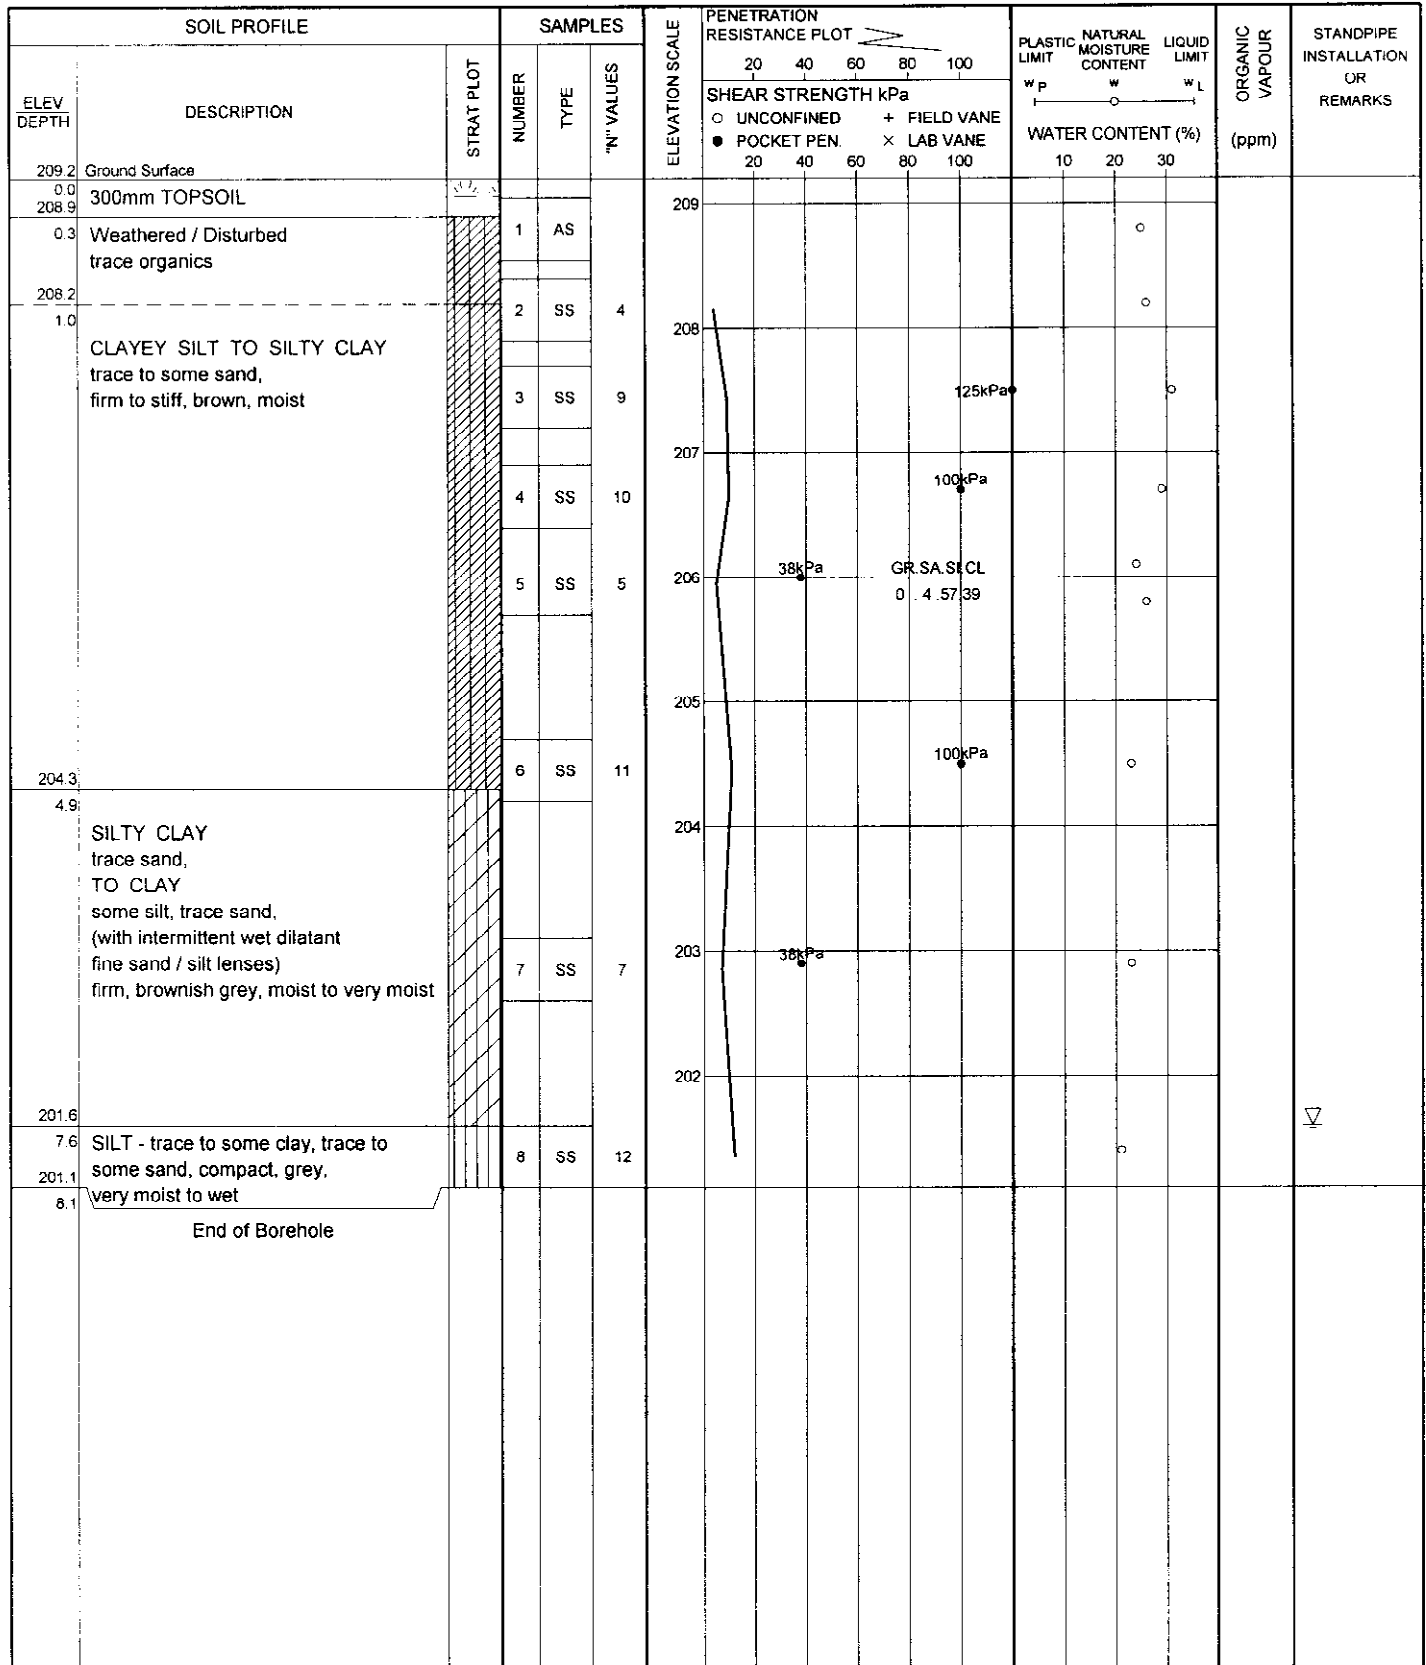 SOIL PROFILE
SAMPLES
ELEV
DEPTH
DESCRIPTION
STRAT PLOT
NUMBER
TYPE
"N" VALUES
ELEVATION SCALE
PENETRATION
RESISTANCE PLOT
20 40 60 80 100
SHEAR STRENGTH kPa
O UNCONFINED + FIELD VANE
● POCKET PEN. × LAB VANE
20 40 60 80 100
PLASTIC LIMIT
NATURAL MOISTURE CONTENT
LIQUID LIMIT
WP W WL
WATER CONTENT (%)
10 20 30
ORGANIC VAPOUR
(ppm)
STANDPIPE
INSTALLATION
OR
REMARKS
209.2 Ground Surface
0.0
300mm TOPSOIL
208.9
0.3
Weathered / Disturbed
trace organics
208.2
1.0
CLAYEY SILT TO SILTY CLAY
trace to some sand,
firm to stiff, brown, moist
204.3
4.9
SILTY CLAY
trace sand,
TO CLAY
some silt, trace sand,
(with intermittent wet dilatant
fine sand / silt lenses)
firm, brownish grey, moist to very moist
201.6
7.6
SILT - trace to some clay, trace to
some sand, compact, grey,
very moist to wet
201.1
8.1
End of Borehole
1 AS
2 SS 4
3 SS 9
4 SS 10
5 SS 5
6 SS 11
7 SS 7
8 SS 12
209
208
207
206
205
204
203
202
125kPa
100kPa
38kPa
GR.SA.SI.CL
0 . 4 .57.39
100kPa
38kPa